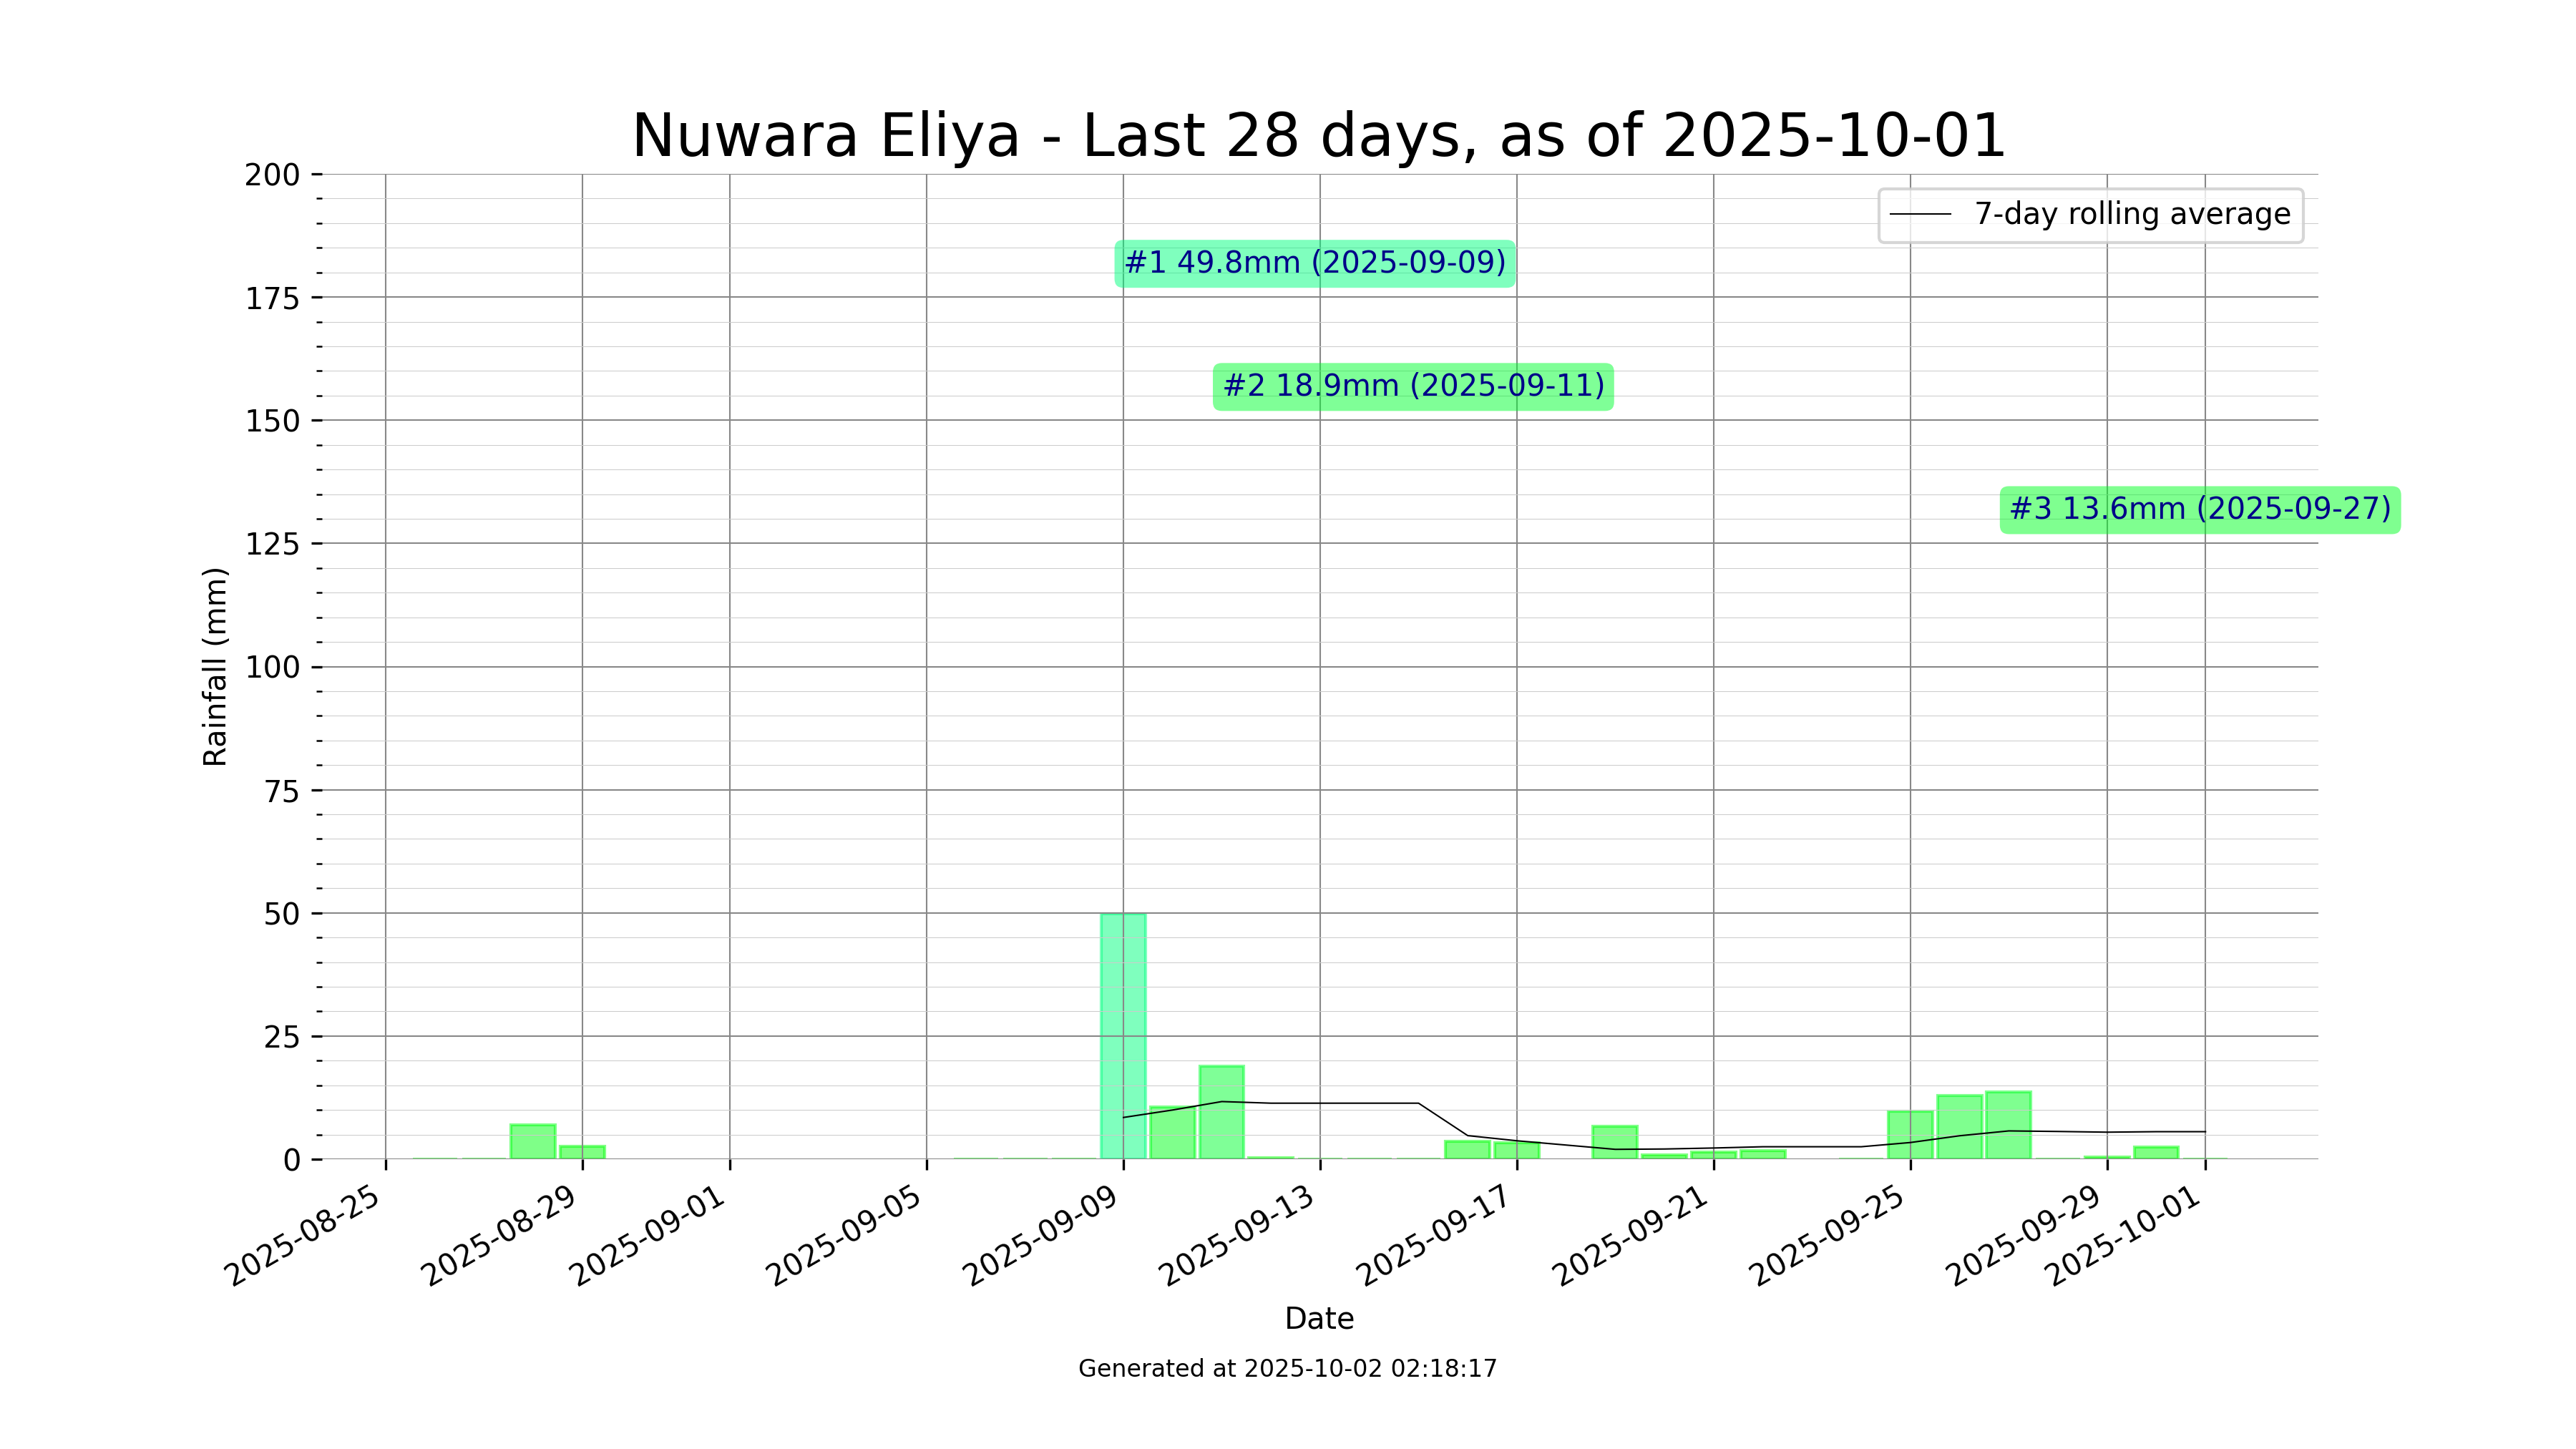 Nuwara Eliya - Last 28 days, as of 2025-10-01
200
175
150
125
100
75
50
25
0
Rainfall (mm)
7-day rolling average
#1 49.8mm (2025-09-09)
#2 18.9mm (2025-09-11)
#3 13.6mm (2025-09-27)
2025-08-25
2025-08-29
2025-09-01
2025-09-05
2025-09-09
2025-09-13
2025-09-17
2025-09-21
2025-09-25
2025-09-29
2025-10-01
Date
Generated at 2025-10-02 02:18:17